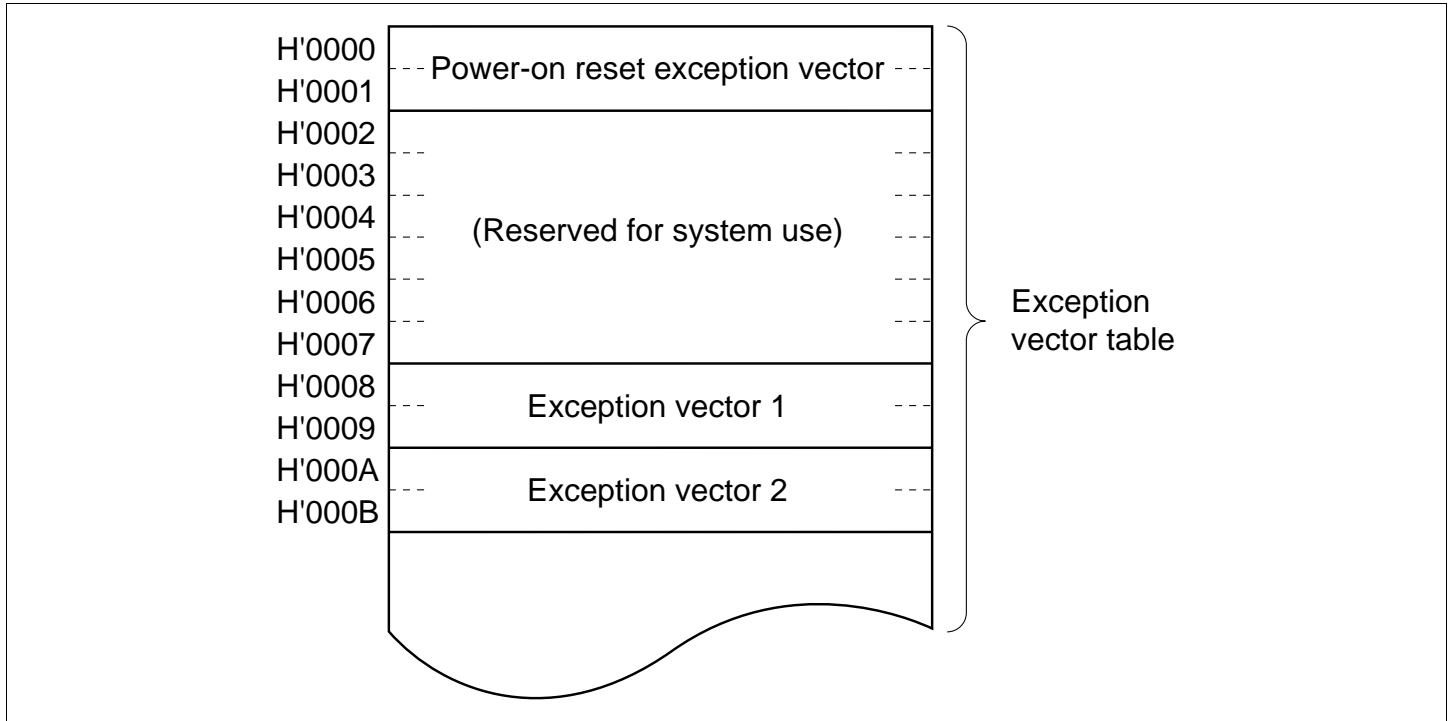 H'0000
Power-on reset exception vector
H'0001
H'0002
H'0003
H'0004
(Reserved for system use)
H'0005
H'0006
H'0007
H'0008
Exception vector 1
H'0009
H'000A
Exception vector 2
H'000B
Exception
vector table